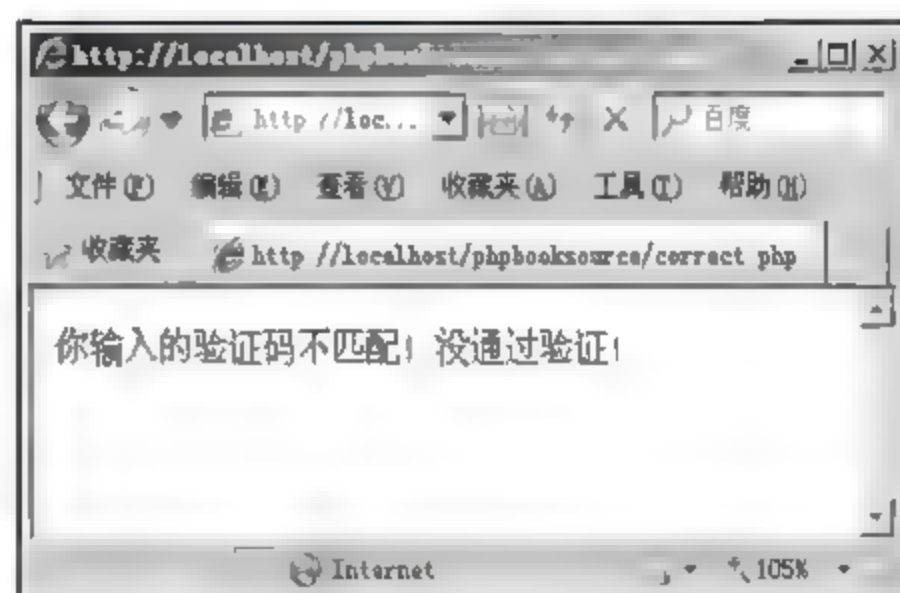 http://localhost/phpbook
http://loc... 百度
文件(F) 编辑(E) 查看(V) 收藏夹(A) 工具(T) 帮助(H)
收藏夹 http://localhost/phpbooksource/correct.php
你输入的验证码不匹配！没通过验证！
Internet 105%